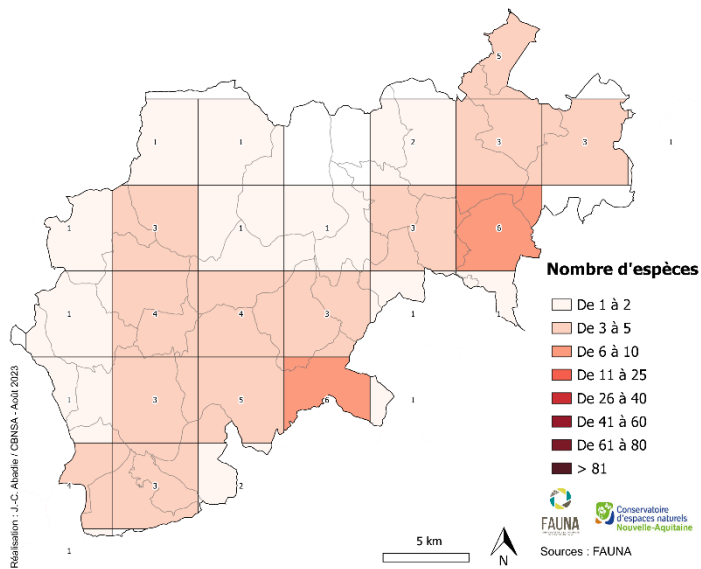 5
1
1
2
3
3
1
1
3
1
1
3
6
1
4
4
3
1
1
3
5
6
1
4
3
2
1
Nombre d'espèces
De 1 à 2
De 3 à 5
De 6 à 10
De 11 à 25
De 26 à 40
De 41 à 60
De 61 à 80
> 81
Réalisation : J.-C. Abadie / CBNSA - Août 2023
5 km
N
FAUNA
Conservatoire
d'espaces naturels
Nouvelle-Aquitaine
Sources : FAUNA